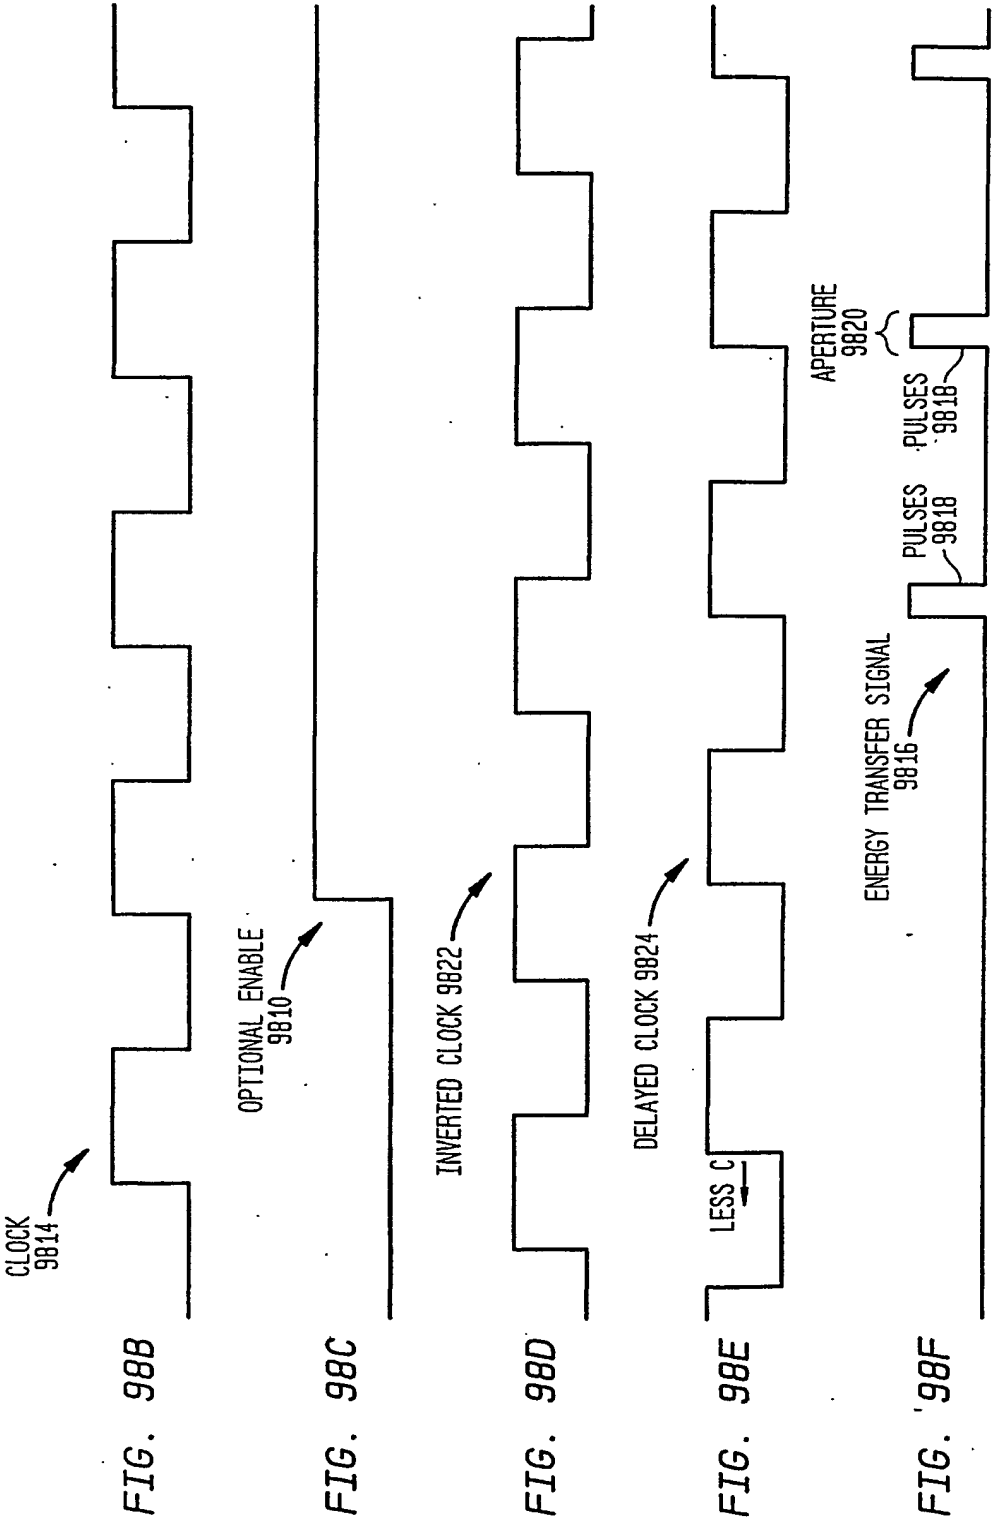 FIG. 98B
CLOCK
9814
FIG. 98C
OPTIONAL ENABLE
9810
FIG. 98D
INVERTED CLOCK 9822
FIG. 98E
LESS C
DELAYED CLOCK 9824
FIG. 98F
ENERGY TRANSFER SIGNAL
9816
PULSES
9818
PULSES
9818
APERTURE
9820